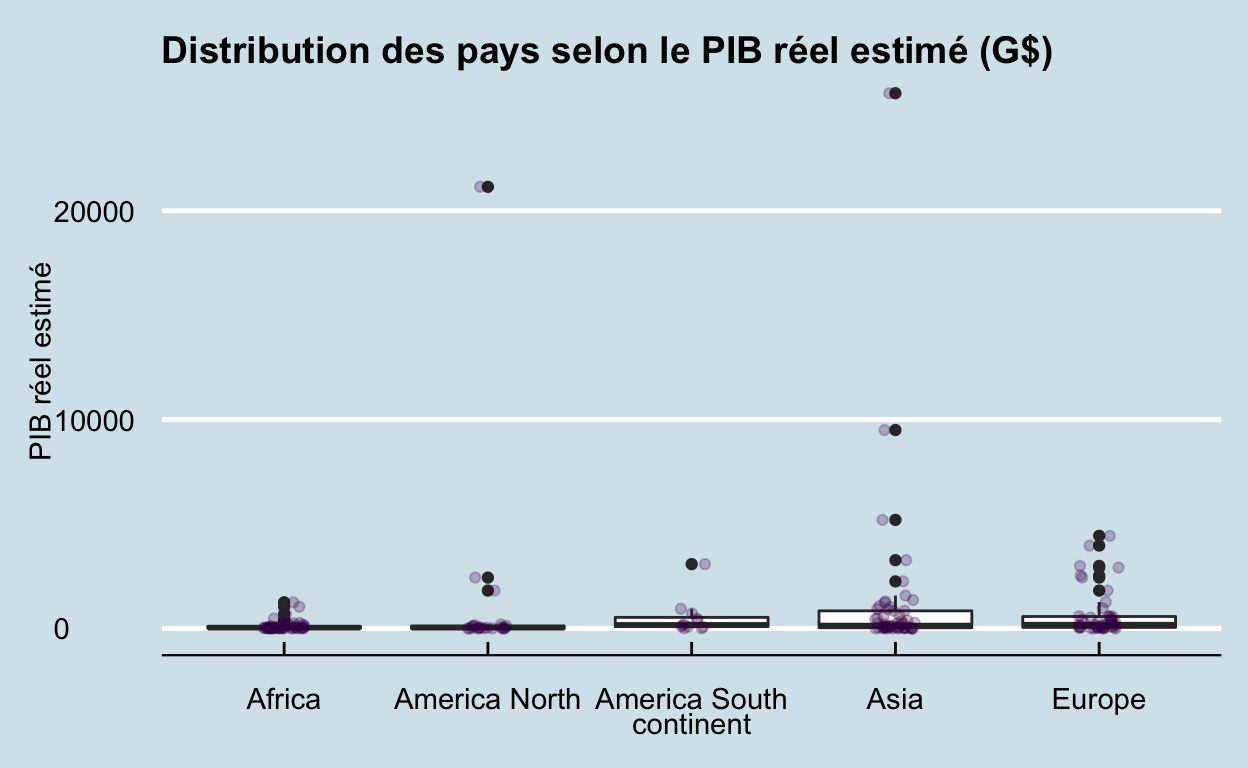 Distribution des pays selon le PIB réel estimé (G$)
PIB réel estimé
20000
10000
0
Africa
America North
America South
Asia
Europe
continent